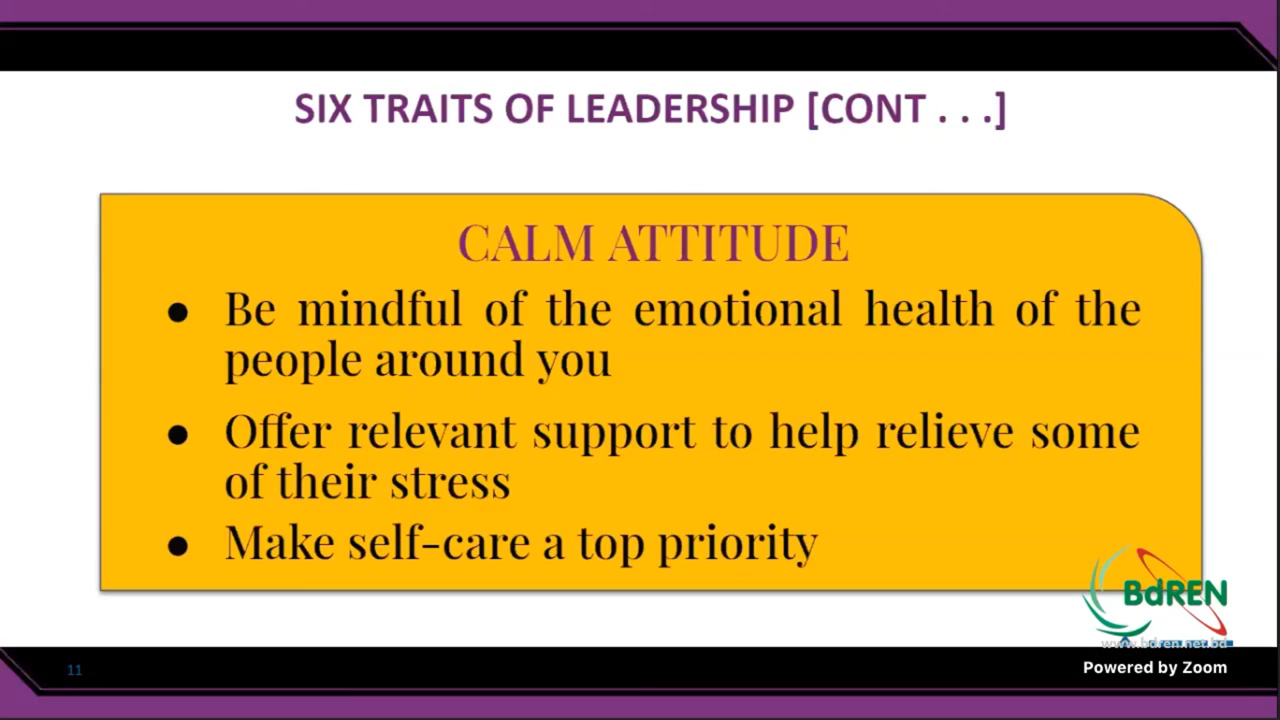 SIX TRAITS OF LEADERSHIP [CONT . . .]
CALM ATTITUDE
● Be mindful of the emotional health of the
people around you
● Offer relevant support to help relieve some
of their stress
● Make self-care a top priority
BdREN
www.bdren.net.bd
11
Powered by Zoom